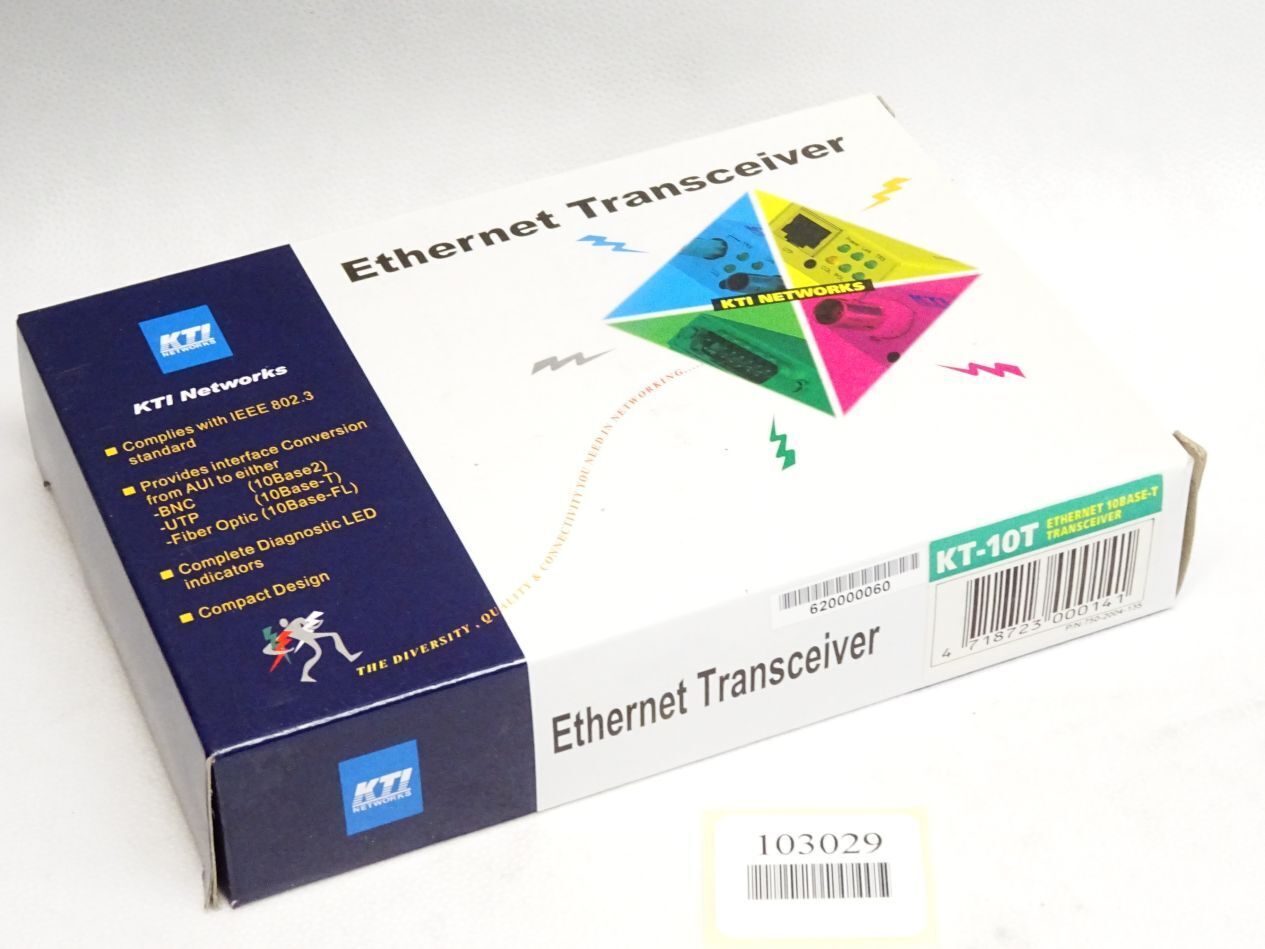 Ethernet Transceiver
KTI NETWORKS
KTI
NETWORKS
KTI Networks
Complies with IEEE 802.3
standard
Provides interface Conversion
from AUI to either
-BNC (10Base2)
-UTP (10Base-T)
-Fiber Optic (10Base-FL)
Complete Diagnostic LED
indicators
Compact Design
THE DIVERSITY , QUALITY & CONNECTIVITY YOU NEED IN NETWORKING.....
KTI
NETWORKS
Ethernet Transceiver
620000060
KT-10T
ETHERNET 10BASE-T
TRANSCEIVER
4 718723 000141
P/N 750-2004-135
103029